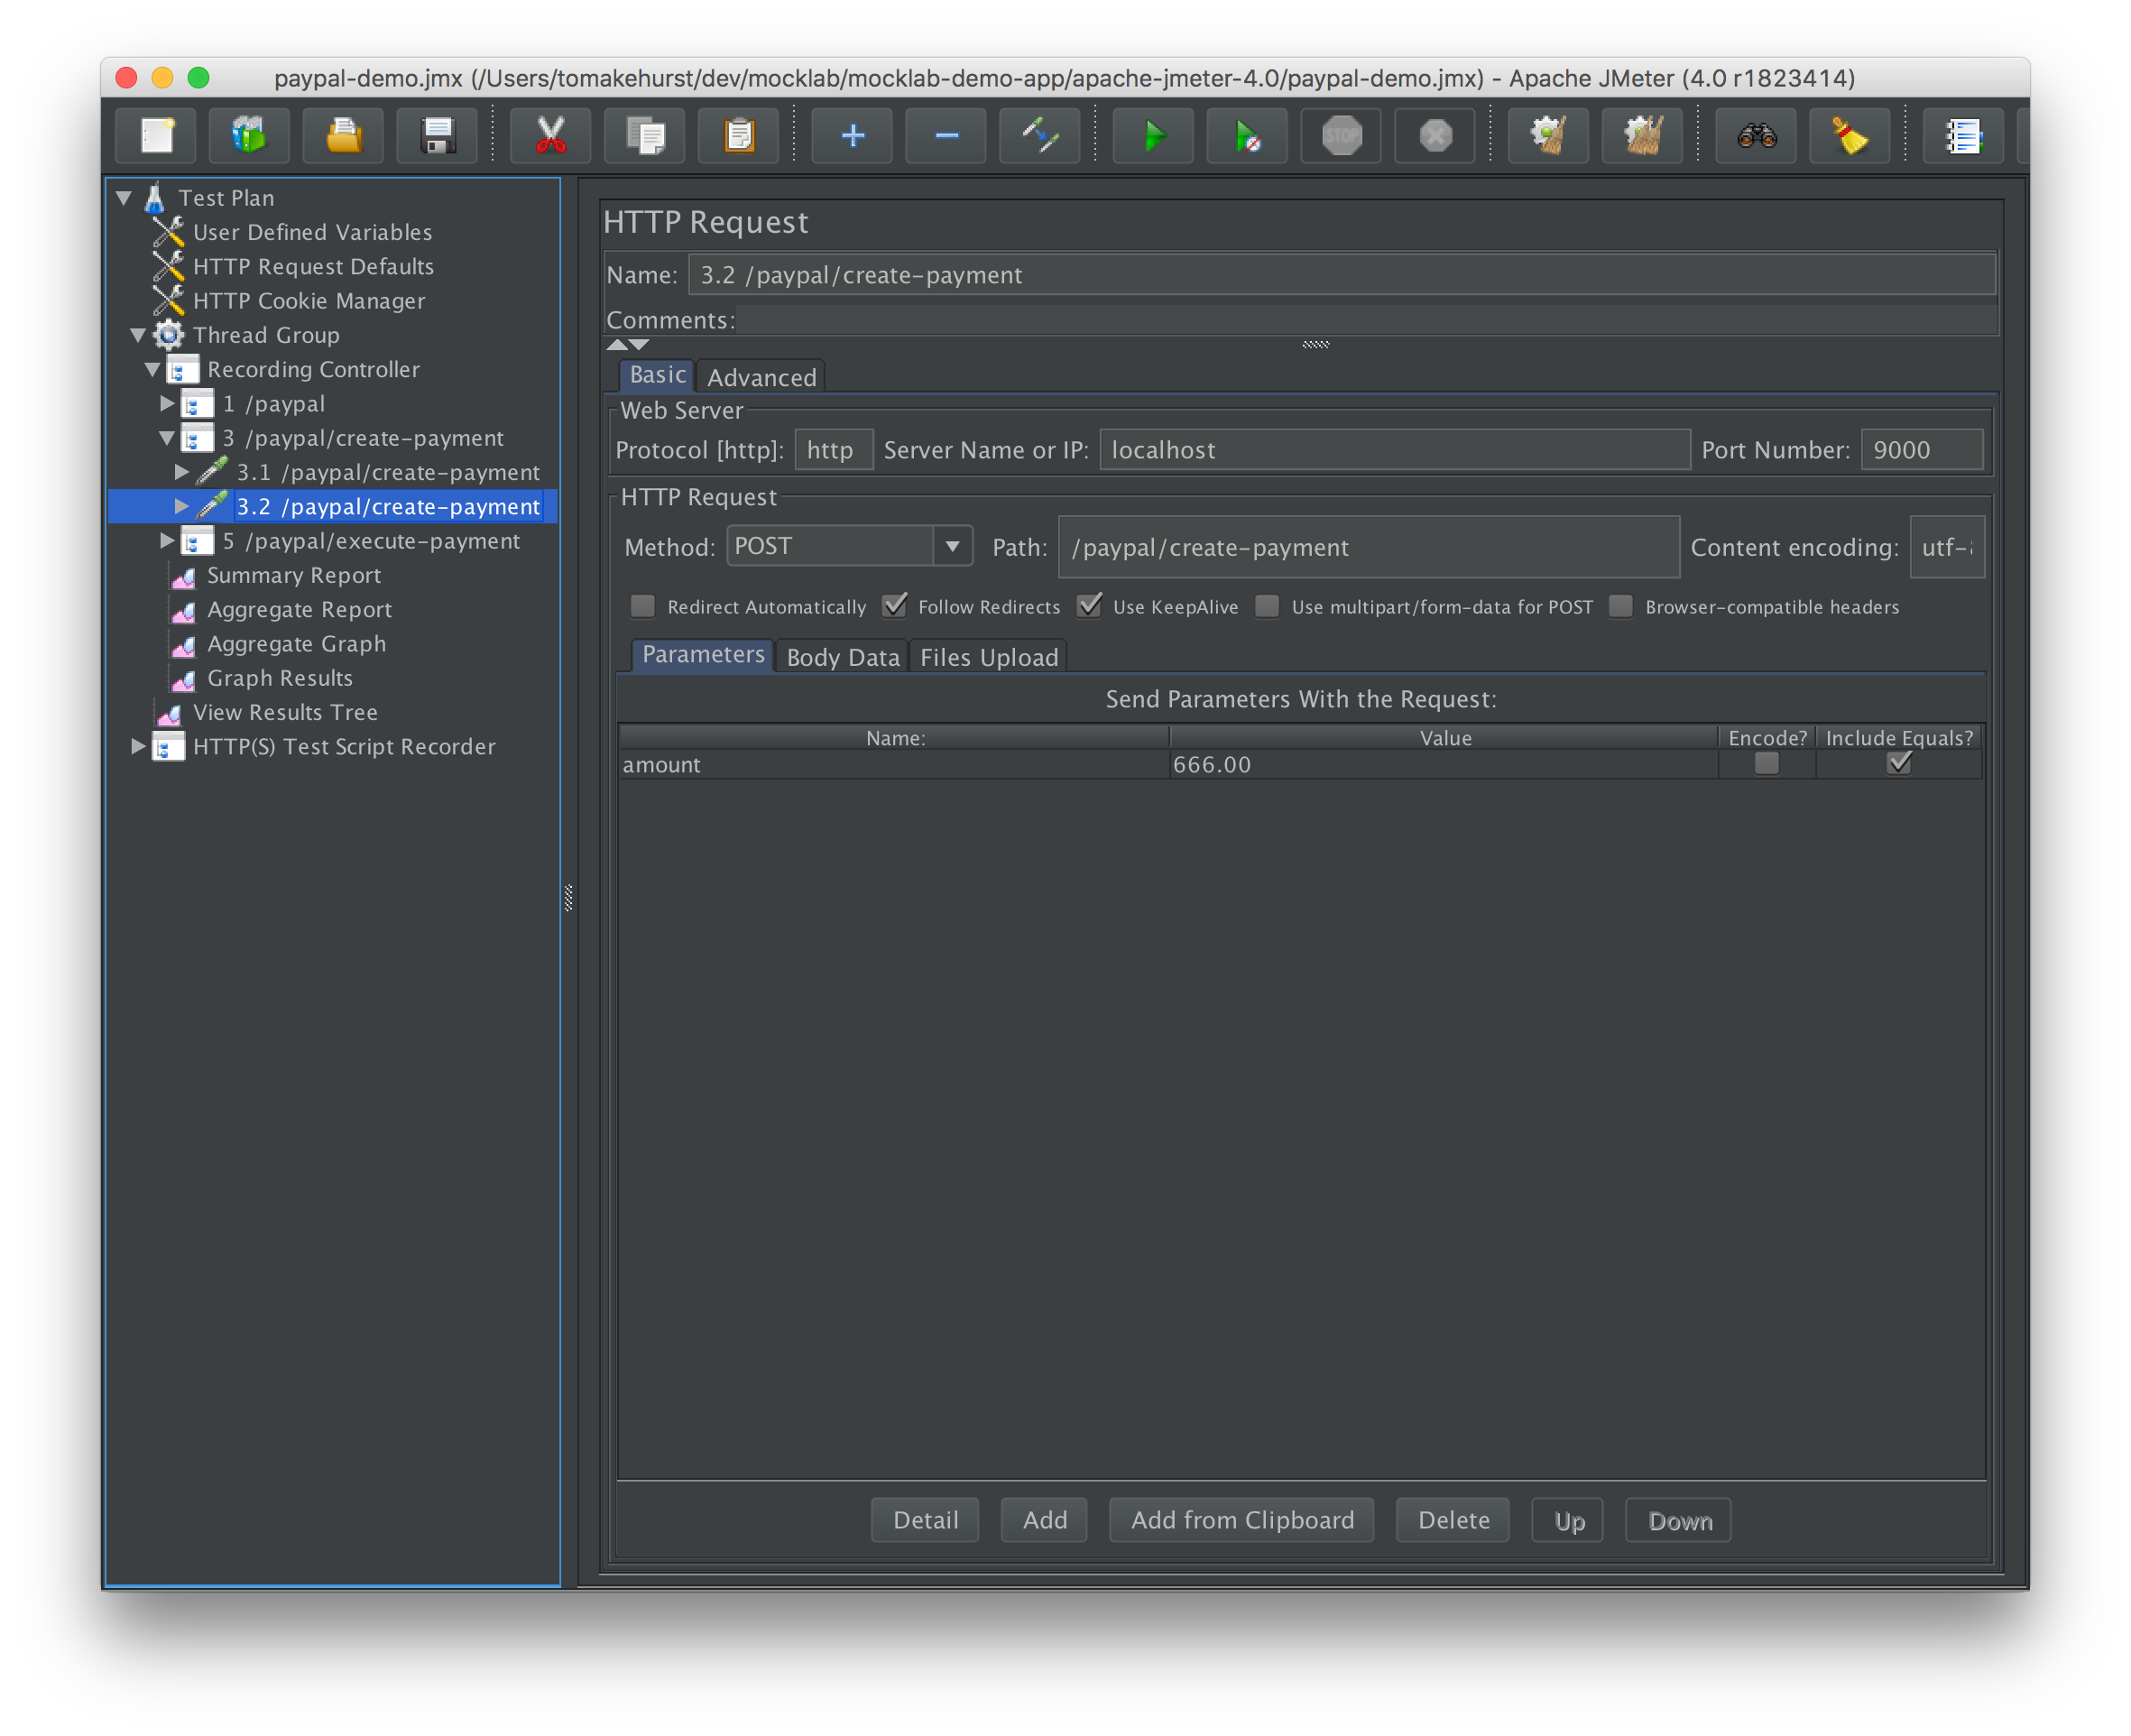 paypal-demo.jmx (/Users/tomakehurst/dev/mocklab/mocklab-demo-app/apache-jmeter-4.0/paypal-demo.jmx) - Apache JMeter (4.0 r1823414)
STOP
Test Plan
User Defined Variables
HTTP Request Defaults
HTTP Cookie Manager
Thread Group
Recording Controller
1 /paypal
3 /paypal/create-payment
3.1 /paypal/create-payment
3.2 /paypal/create-payment
5 /paypal/execute-payment
Summary Report
Aggregate Report
Aggregate Graph
Graph Results
View Results Tree
HTTP(S) Test Script Recorder
HTTP Request
Name: 3.2 /paypal/create-payment
Comments:
Basic Advanced
Web Server
Protocol [http]: http Server Name or IP: localhost Port Number: 9000
HTTP Request
Method: POST Path: /paypal/create-payment Content encoding: utf-
Redirect Automatically Follow Redirects Use KeepAlive Use multipart/form-data for POST Browser-compatible headers
Parameters Body Data Files Upload
Send Parameters With the Request:
Name: Value Encode? Include Equals?
amount 666.00
Detail Add Add from Clipboard Delete Up Down